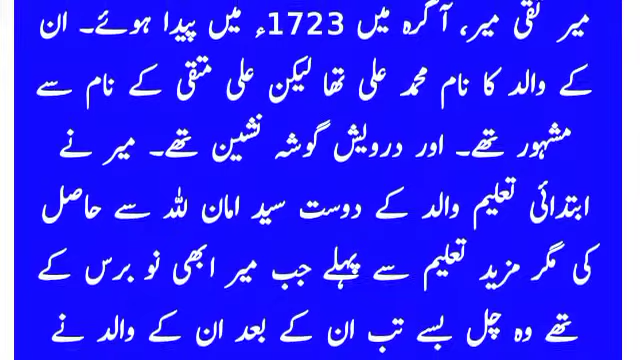 میر تقی میر، آگرہ میں 1723ء میں پیدا ہوئے۔ ان
کے والد کا نام محمد علی تھا لیکن علی متقی کے نام سے
مشہور تھے۔ اور درویش گوشہ نشین تھے۔ میر نے
ابتدائی تعلیم والد کے دوست سید امان للہ سے حاصل
کی مگر مزید تعلیم سے پہلے جب میر ابھی نو برس کے
تھے وہ چل بسے تب ان کے بعد ان کے والد نے